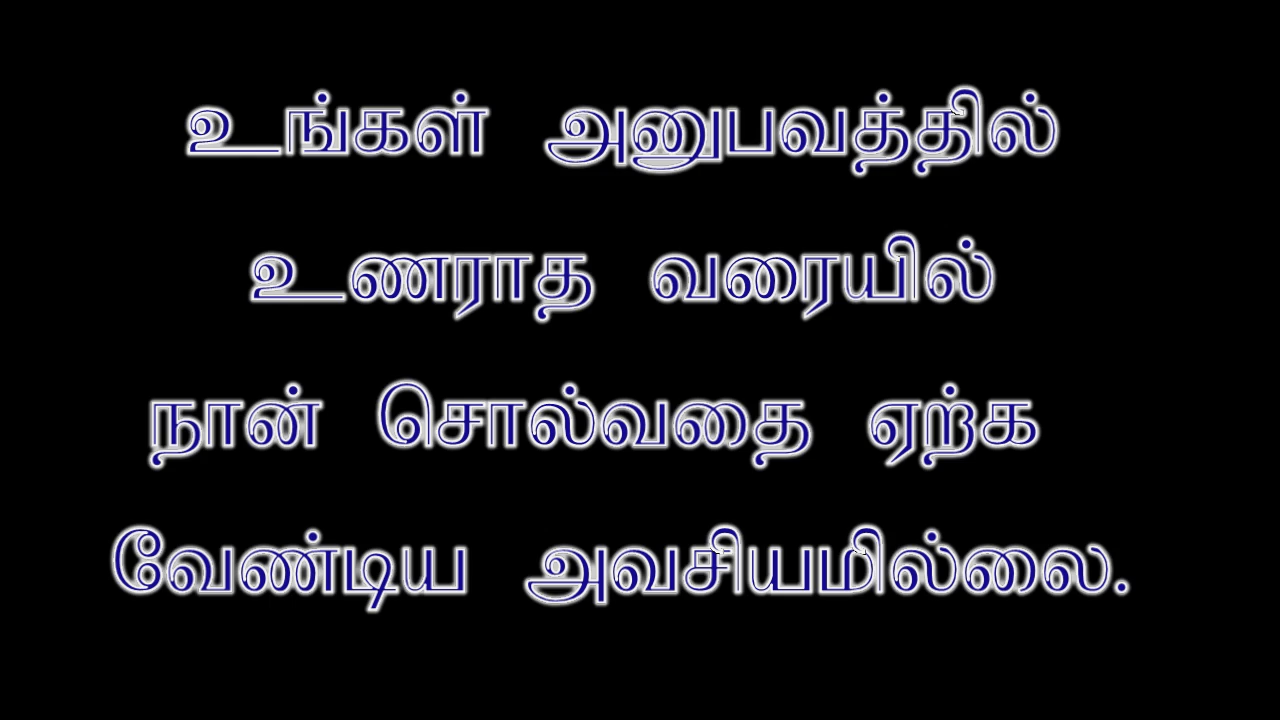 உங்கள் அனுபவத்தில்
உணராத வரையில்
நான் சொல்வதை ஏற்க
வேண்டிய அவசியமில்லை.